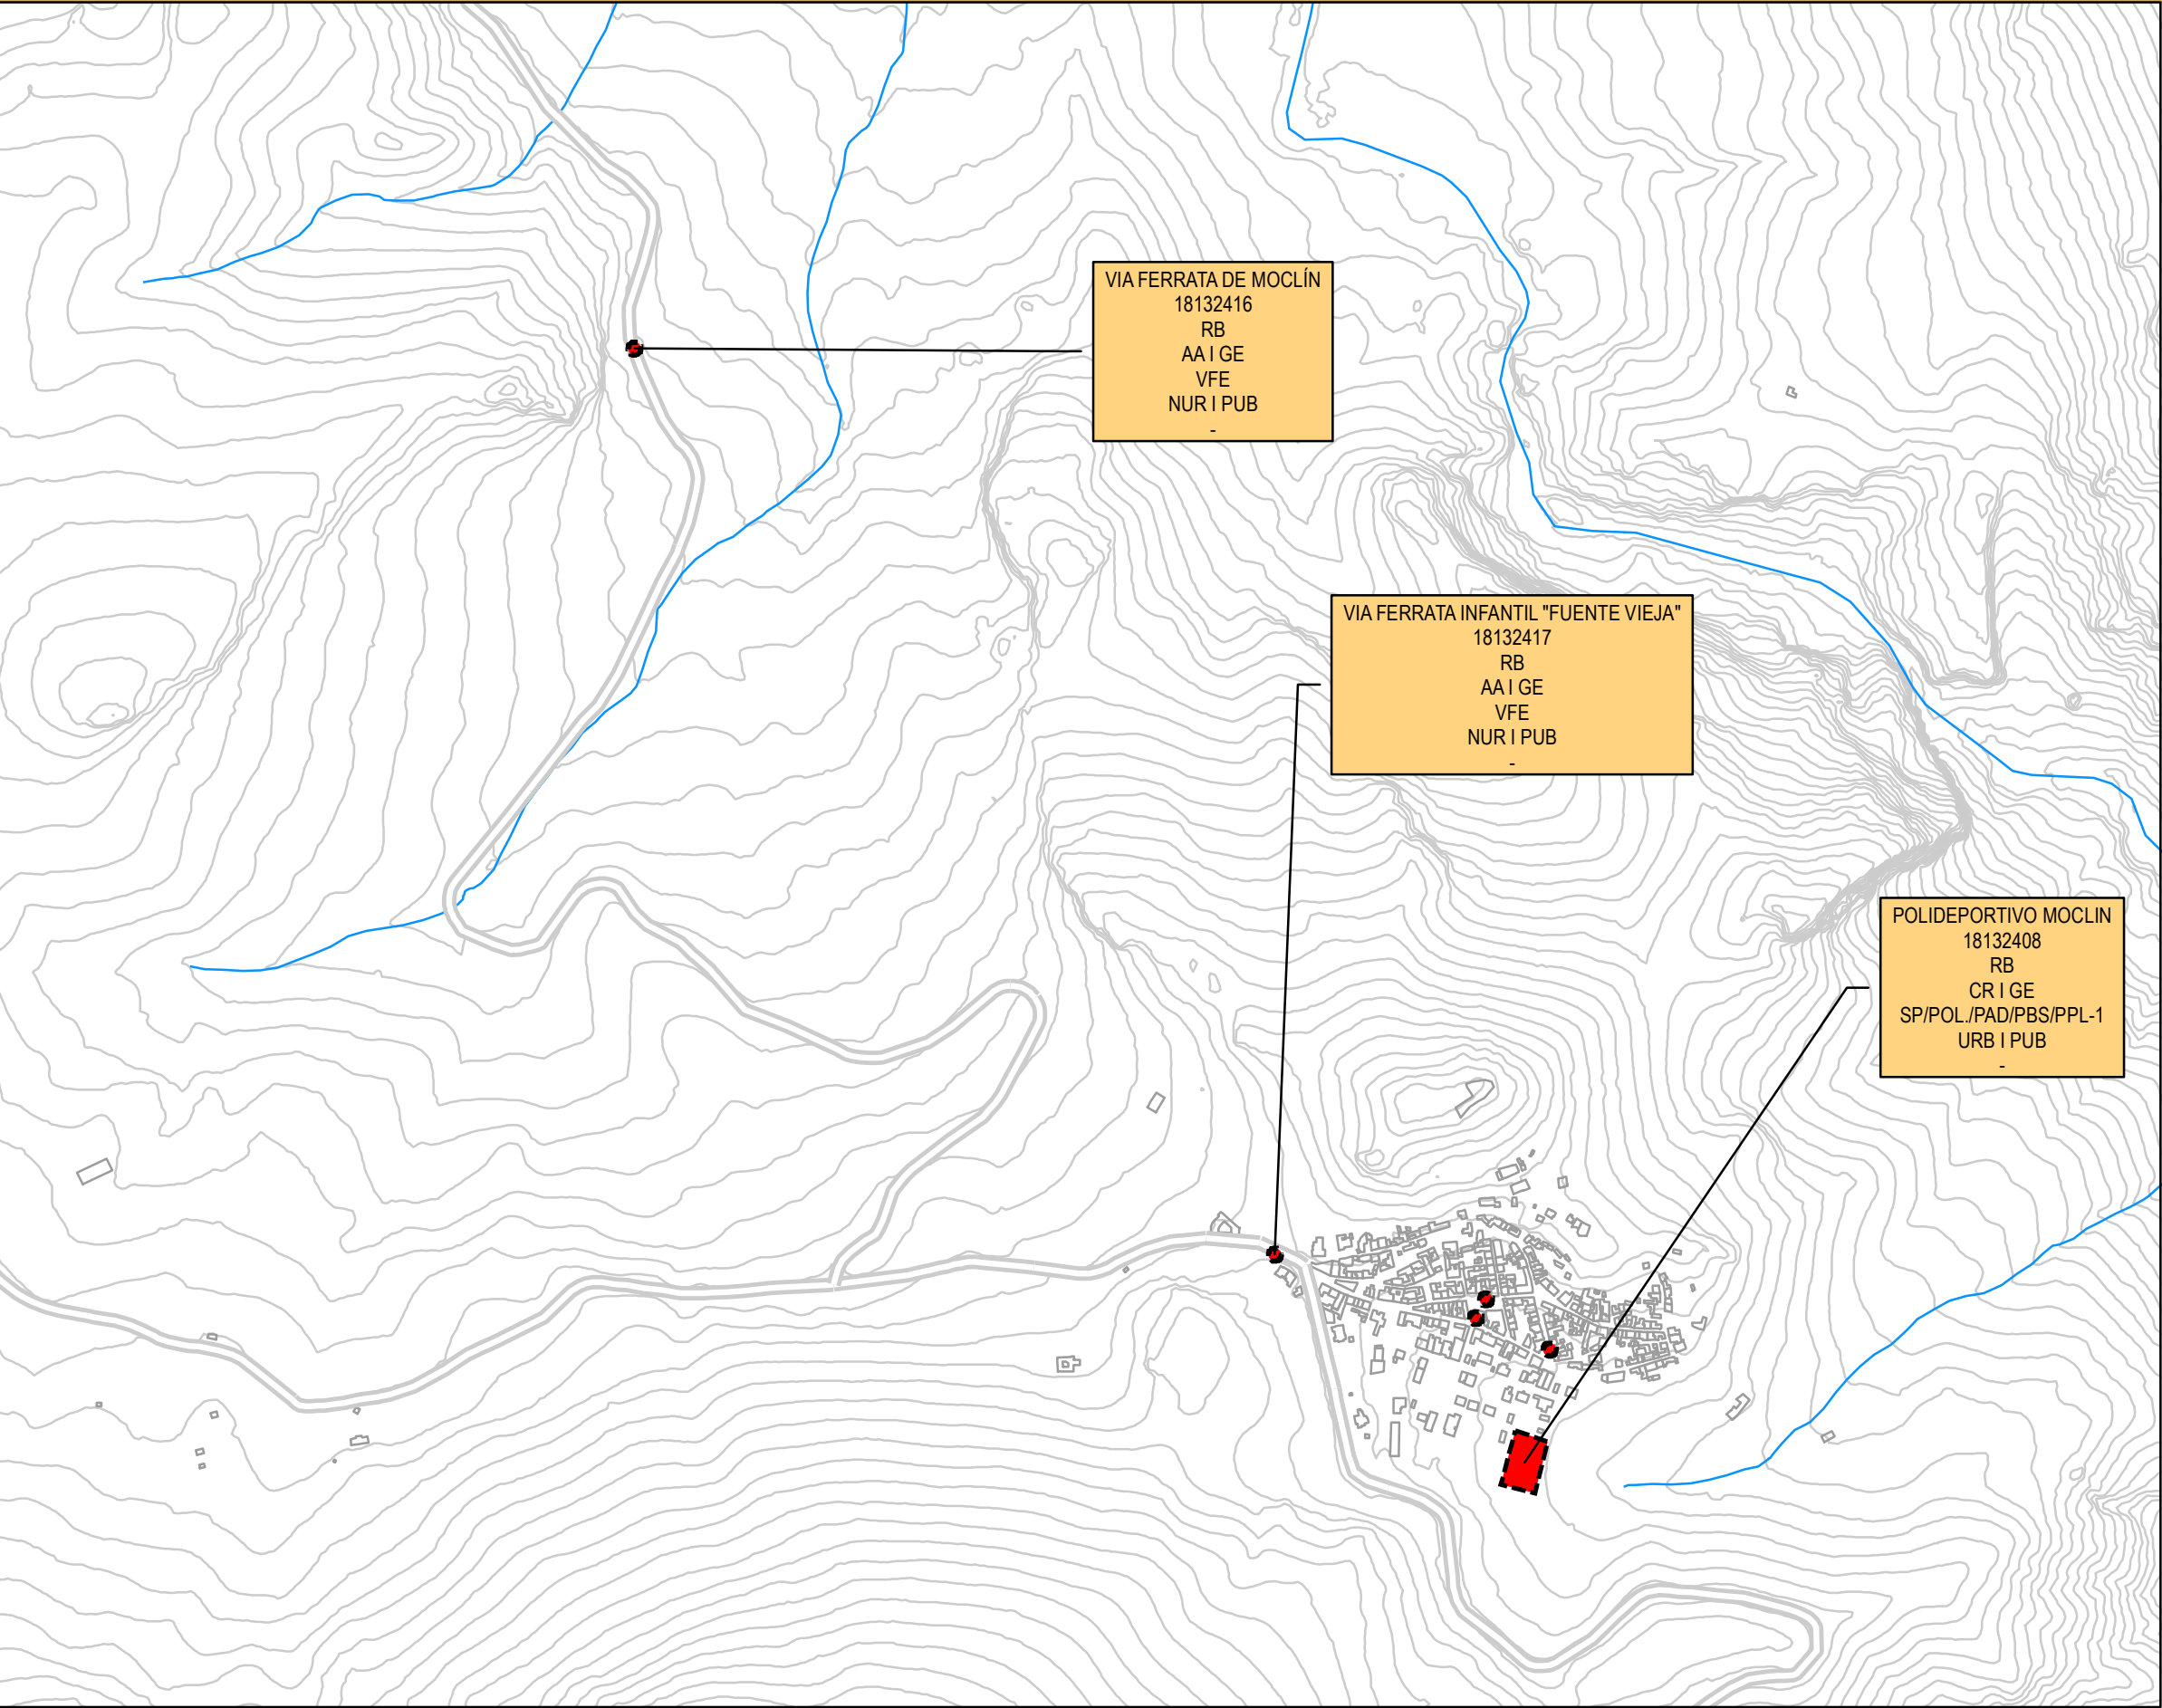 VIA FERRATA DE MOCLÍN
18132416
RB
AA I GE
VFE
NUR I PUB
-
VIA FERRATA INFANTIL "FUENTE VIEJA"
18132417
RB
AA I GE
VFE
NUR I PUB
-
POLIDEPORTIVO MOCLIN
18132408
RB
CR I GE
SP/POL./PAD/PBS/PPL-1
URB I PUB
-